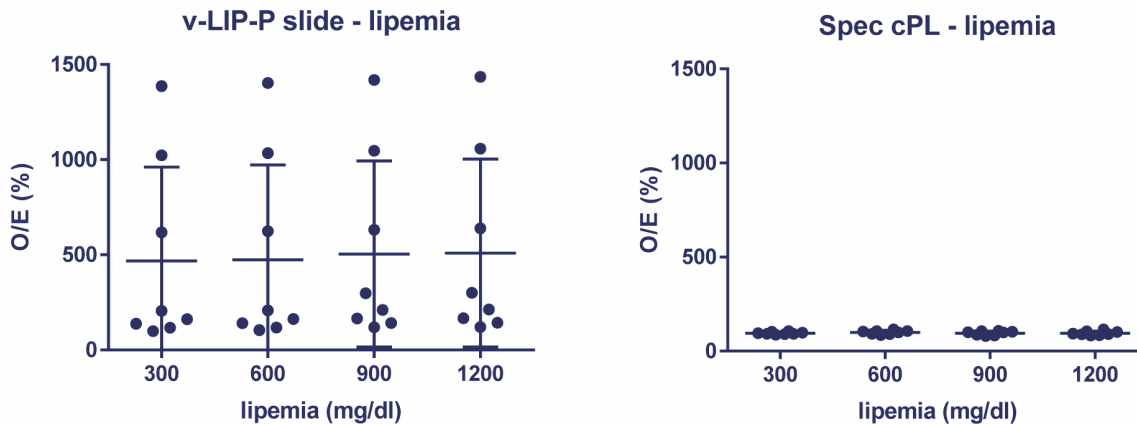 v-LIP-P slide - lipemia
1500
1000
500
0
O/E (%)
300 600 900 1200
lipemia (mg/dl)
Spec cPL - lipemia
1500
1000
500
0
O/E (%)
300 600 900 1200
lipemia (mg/dl)